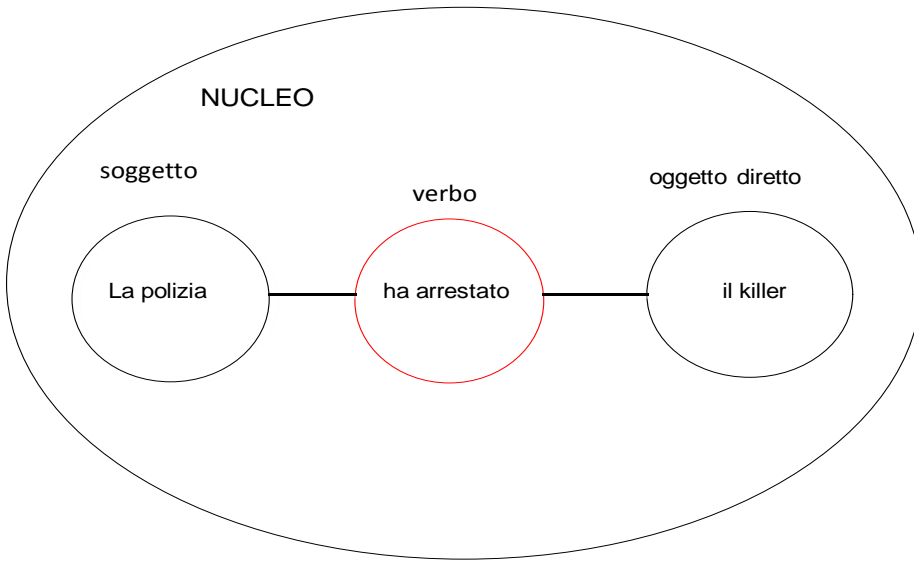 NUCLEO
soggetto
verbo
oggetto diretto
La polizia
ha arrestato
il killer